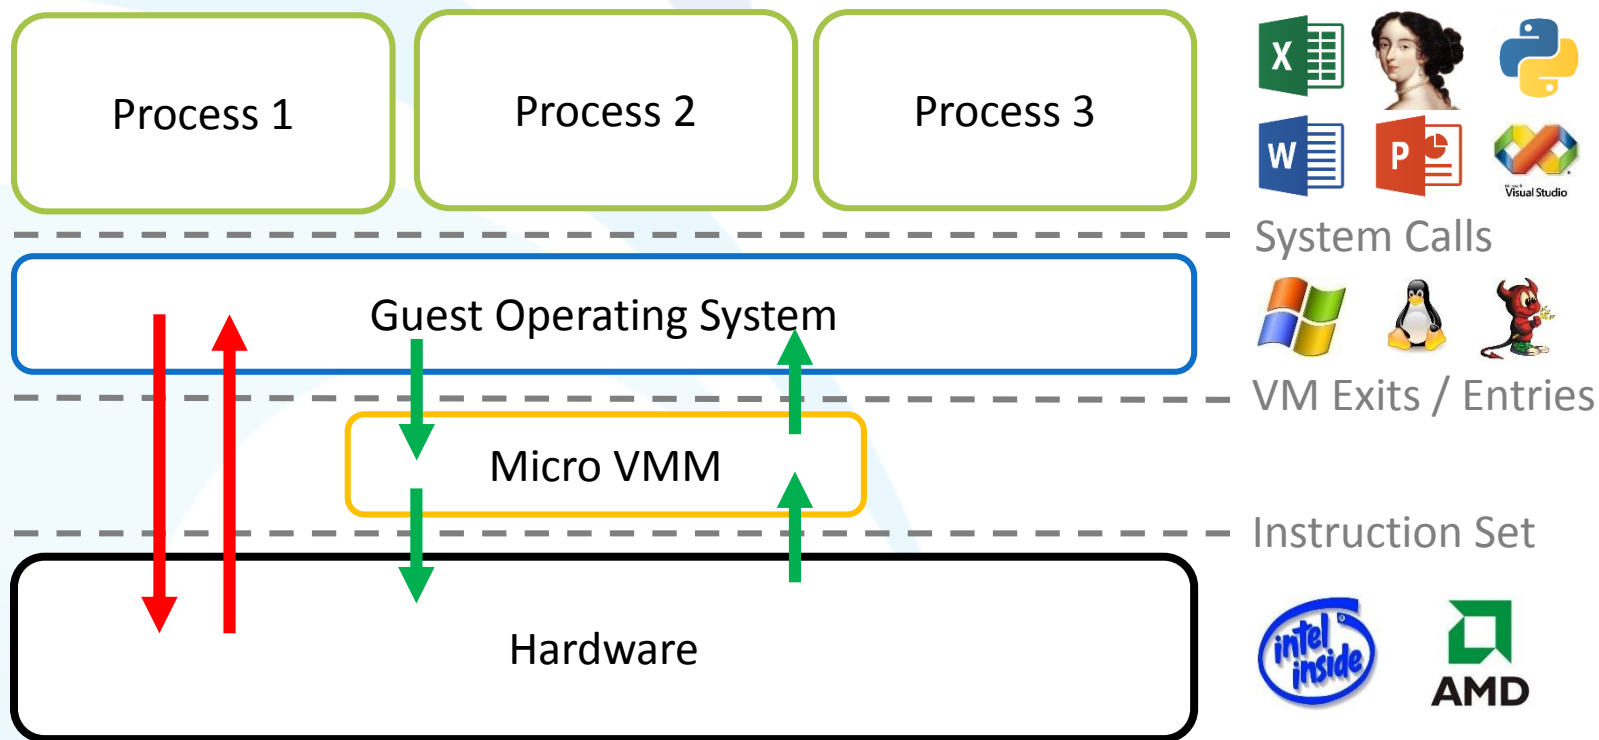 Process 1
Process 2
Process 3
X
W
P
Microsoft
Visual Studio
System Calls
Guest Operating System
VM Exits / Entries
Micro VMM
Instruction Set
Hardware
intel
inside
AMD